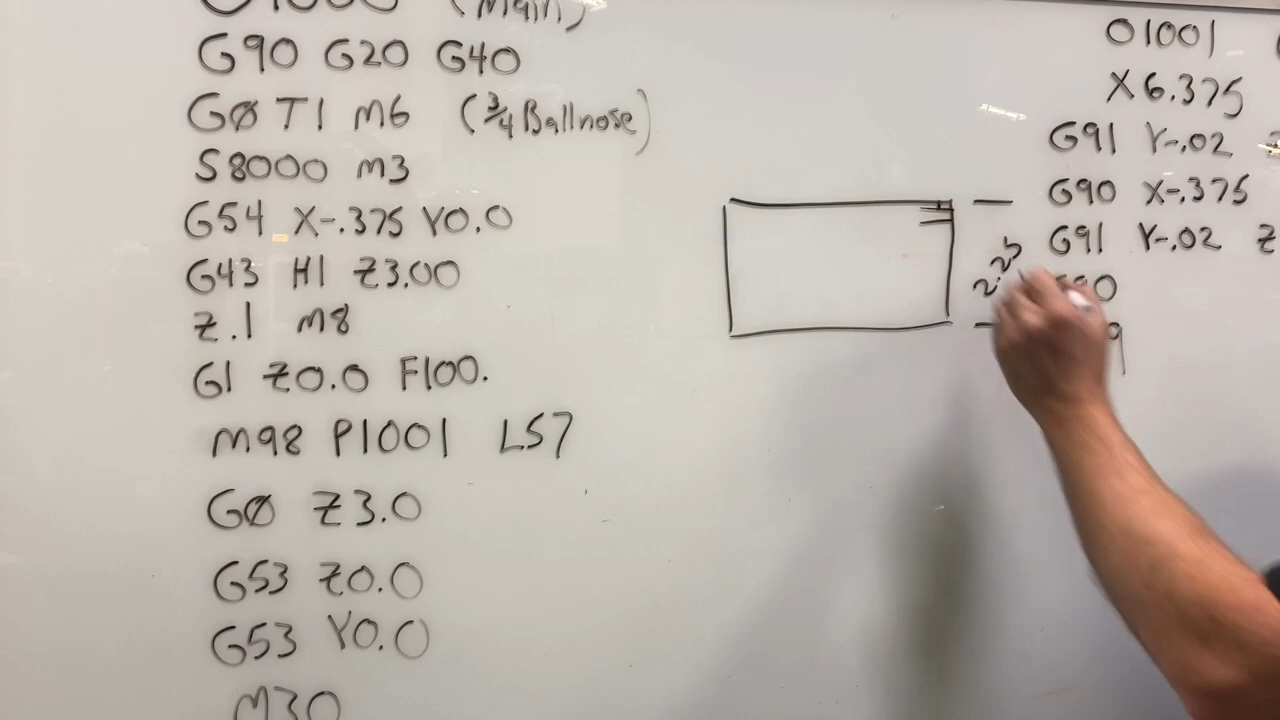 O1000 (Main)
G90 G20 G40
GØ T1 M6 (3/4 Ballnose)
S8000 M3
G54 X-.375 Y0.0
G43 H1 Z3.00
Z.1 M8
G1 Z0.0 F100.
M98 P1001 L57
GØ Z3.0
G53 Z0.0
G53 Y0.0
M30
2.25
O1001
X6.375
G91 Y-.02
G90 X-.375
G91 Y-.02 Z